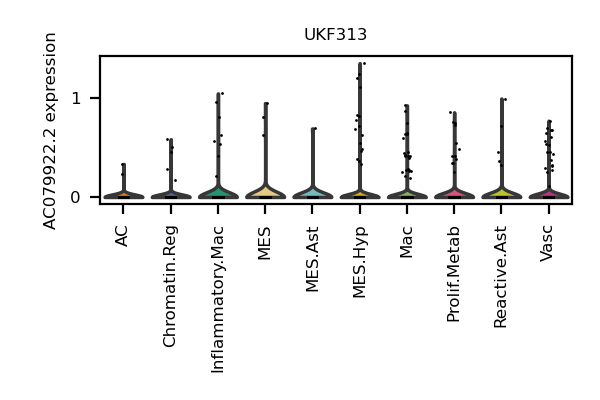 UKF313
AC079922.2 expression
1
0
AC
Chromatin.Reg
Inflammatory.Mac
MES
MES.Ast
MES.Hyp
Mac
Prolif.Metab
Reactive.Ast
Vasc